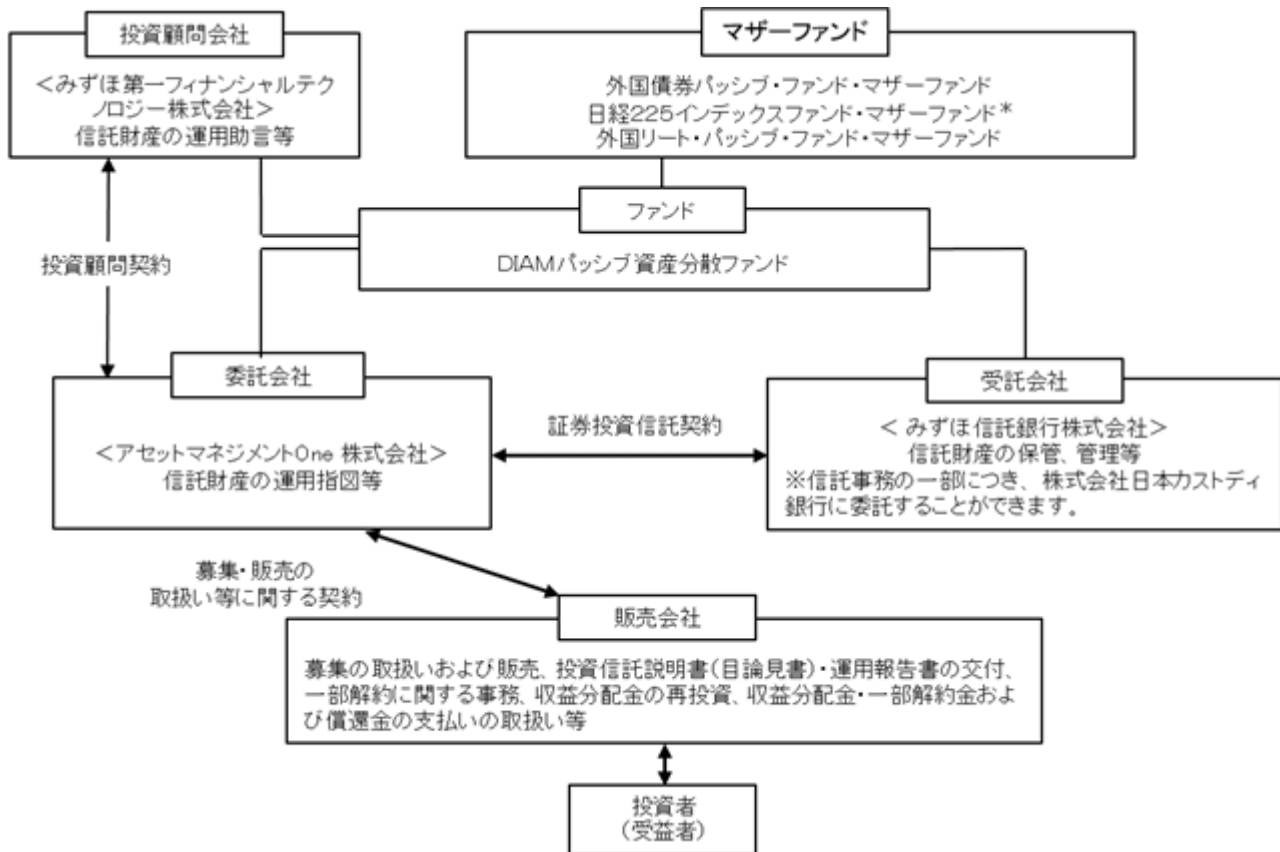 投資顧問会社
＜みずほ第一フィナンシャルテク
ノロジー株式会社＞
信託財産の運用助言等
マザーファンド
外国債券パッシブ・ファンド・マザーファンド
日経225インデックスファンド・マザーファンド＊
外国リート・パッシブ・ファンド・マザーファンド
ファンド
DIAMパッシブ資産分散ファンド
投資顧問契約
委託会社
＜アセットマネジメントOne 株式会社＞
信託財産の運用指図等
証券投資信託契約
受託会社
＜みずほ信託銀行株式会社＞
信託財産の保管、管理等
※信託事務の一部につき、株式会社日本カストディ
銀行に委託することができます。
募集・販売の
取扱い等に関する契約
販売会社
募集の取扱いおよび販売、投資信託説明書(目論見書)・運用報告書の交付、
一部解約に関する事務、収益分配金の再投資、収益分配金・一部解約金およ
び償還金の支払いの取扱い等
投資者
(受益者)